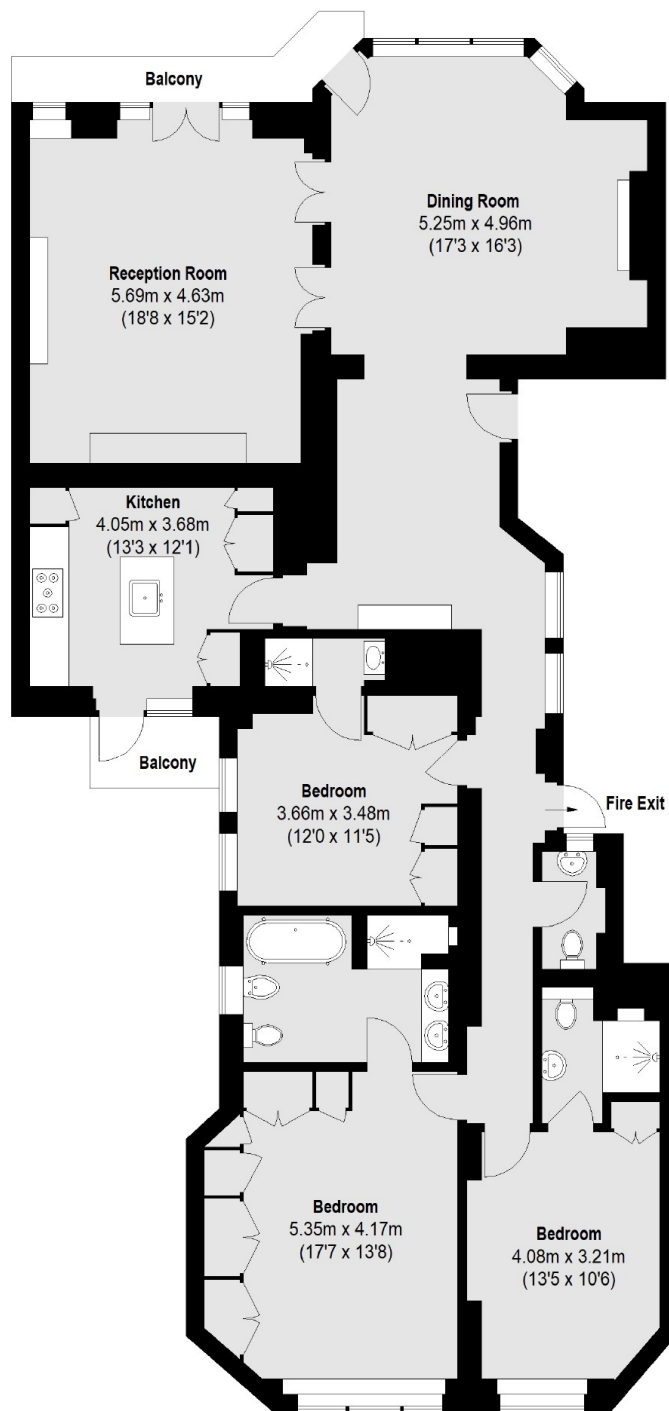 Balcony
Dining Room
5.25m x 4.96m
(17'3 x 16'3)
Reception Room
5.69m x 4.63m
(18'8 x 15'2)
Kitchen
4.05m x 3.68m
(13'3 x 12'1)
Balcony
Bedroom
3.66m x 3.48m
(12'0 x 11'5)
Fire Exit
Bedroom
5.35m x 4.17m
(17'7 x 13'8)
Bedroom
4.08m x 3.21m
(13'5 x 10'6)